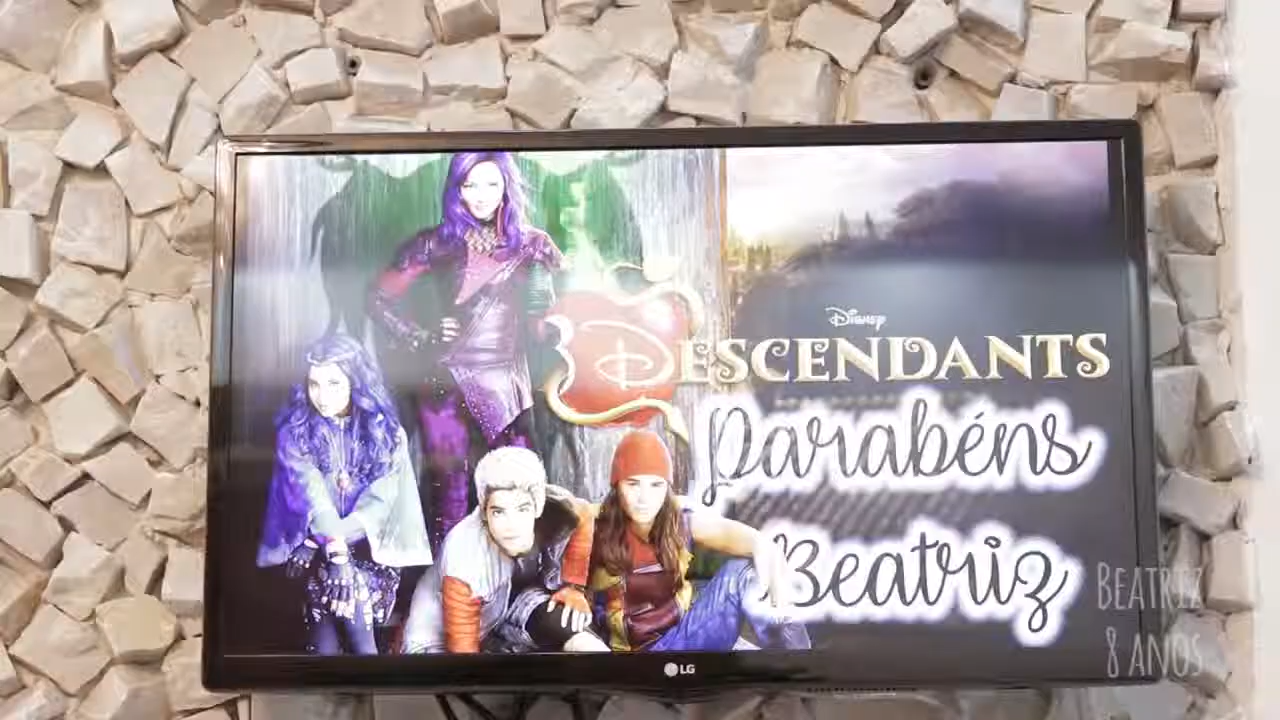 Disney
DESCENDANTS
Parabéns
Beatriz
BEATRIZ
8 ANOS
LG